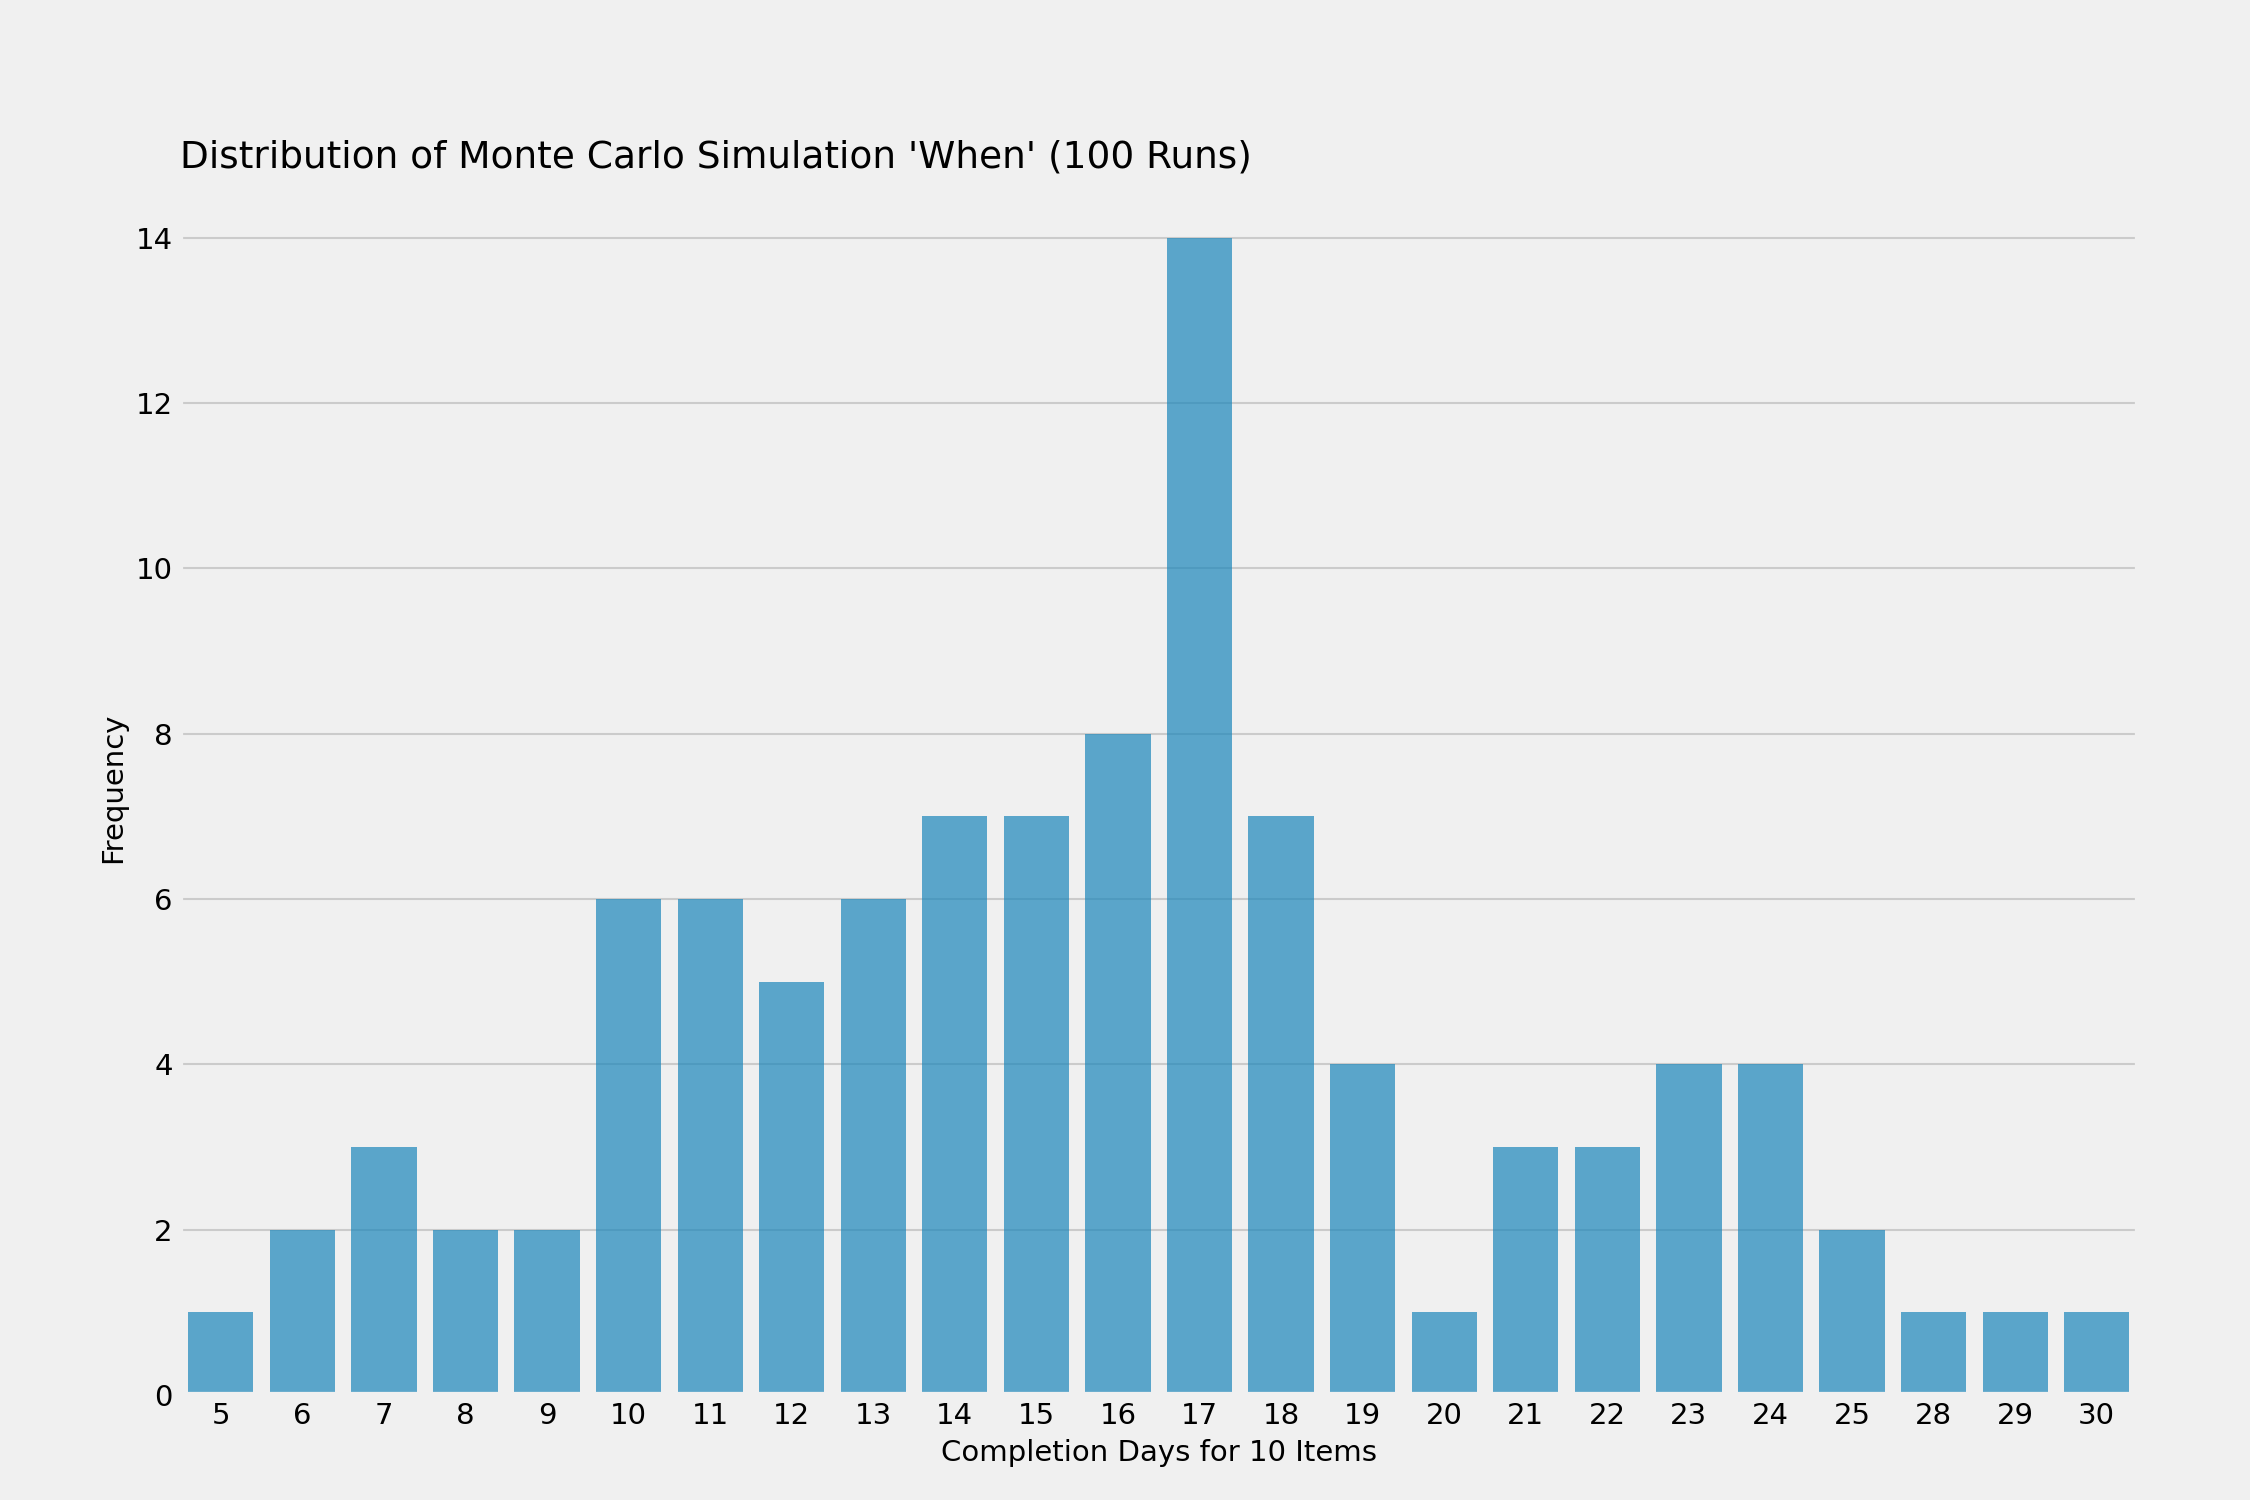 Distribution of Monte Carlo Simulation 'When' (100 Runs)
14
12
10
8
6
4
2
0
Frequency
5 6 7 8 9 10 11 12 13 14 15 16 17 18 19 20 21 22 23 24 25 28 29 30
Completion Days for 10 Items